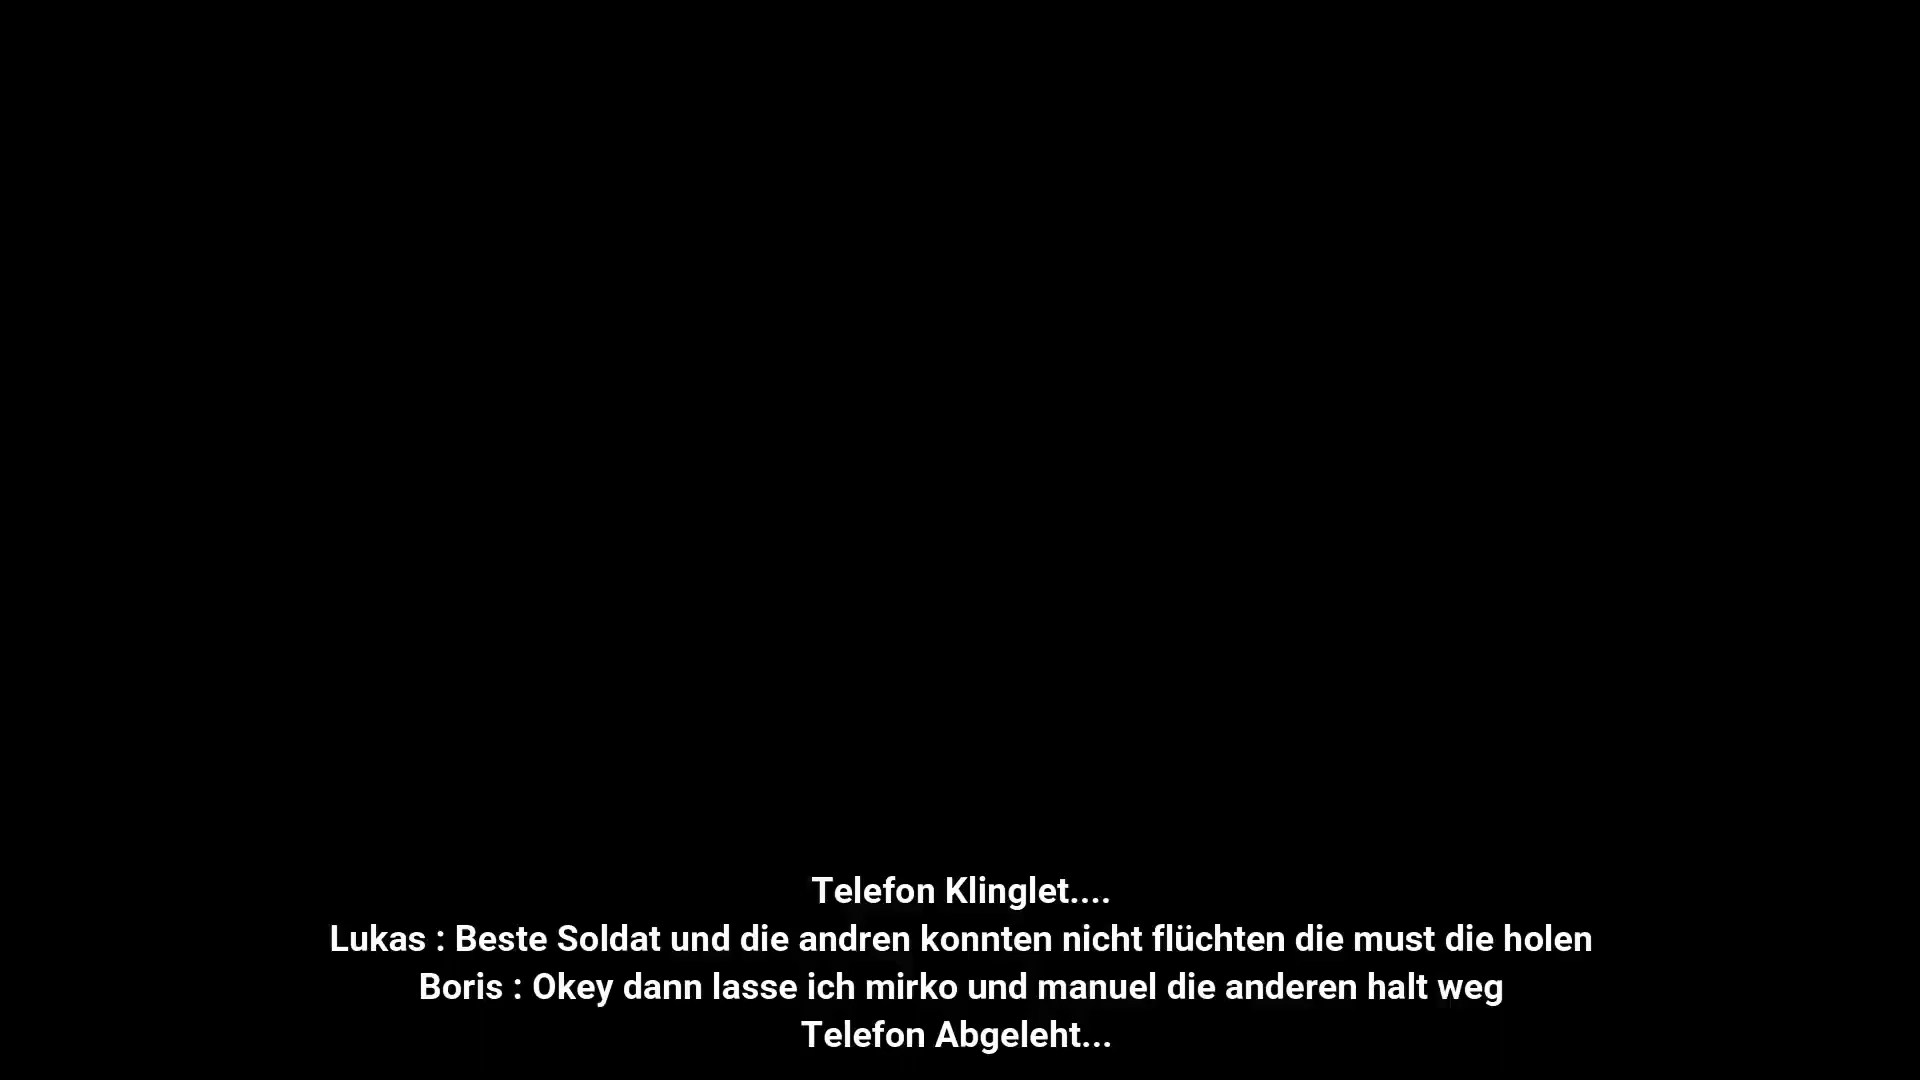 Telefon Klinglet....
Lukas : Beste Soldat und die andren konnten nicht flüchten die must die holen
Boris : Okey dann lasse ich mirko und manuel die anderen halt weg
Telefon Abgeleht...